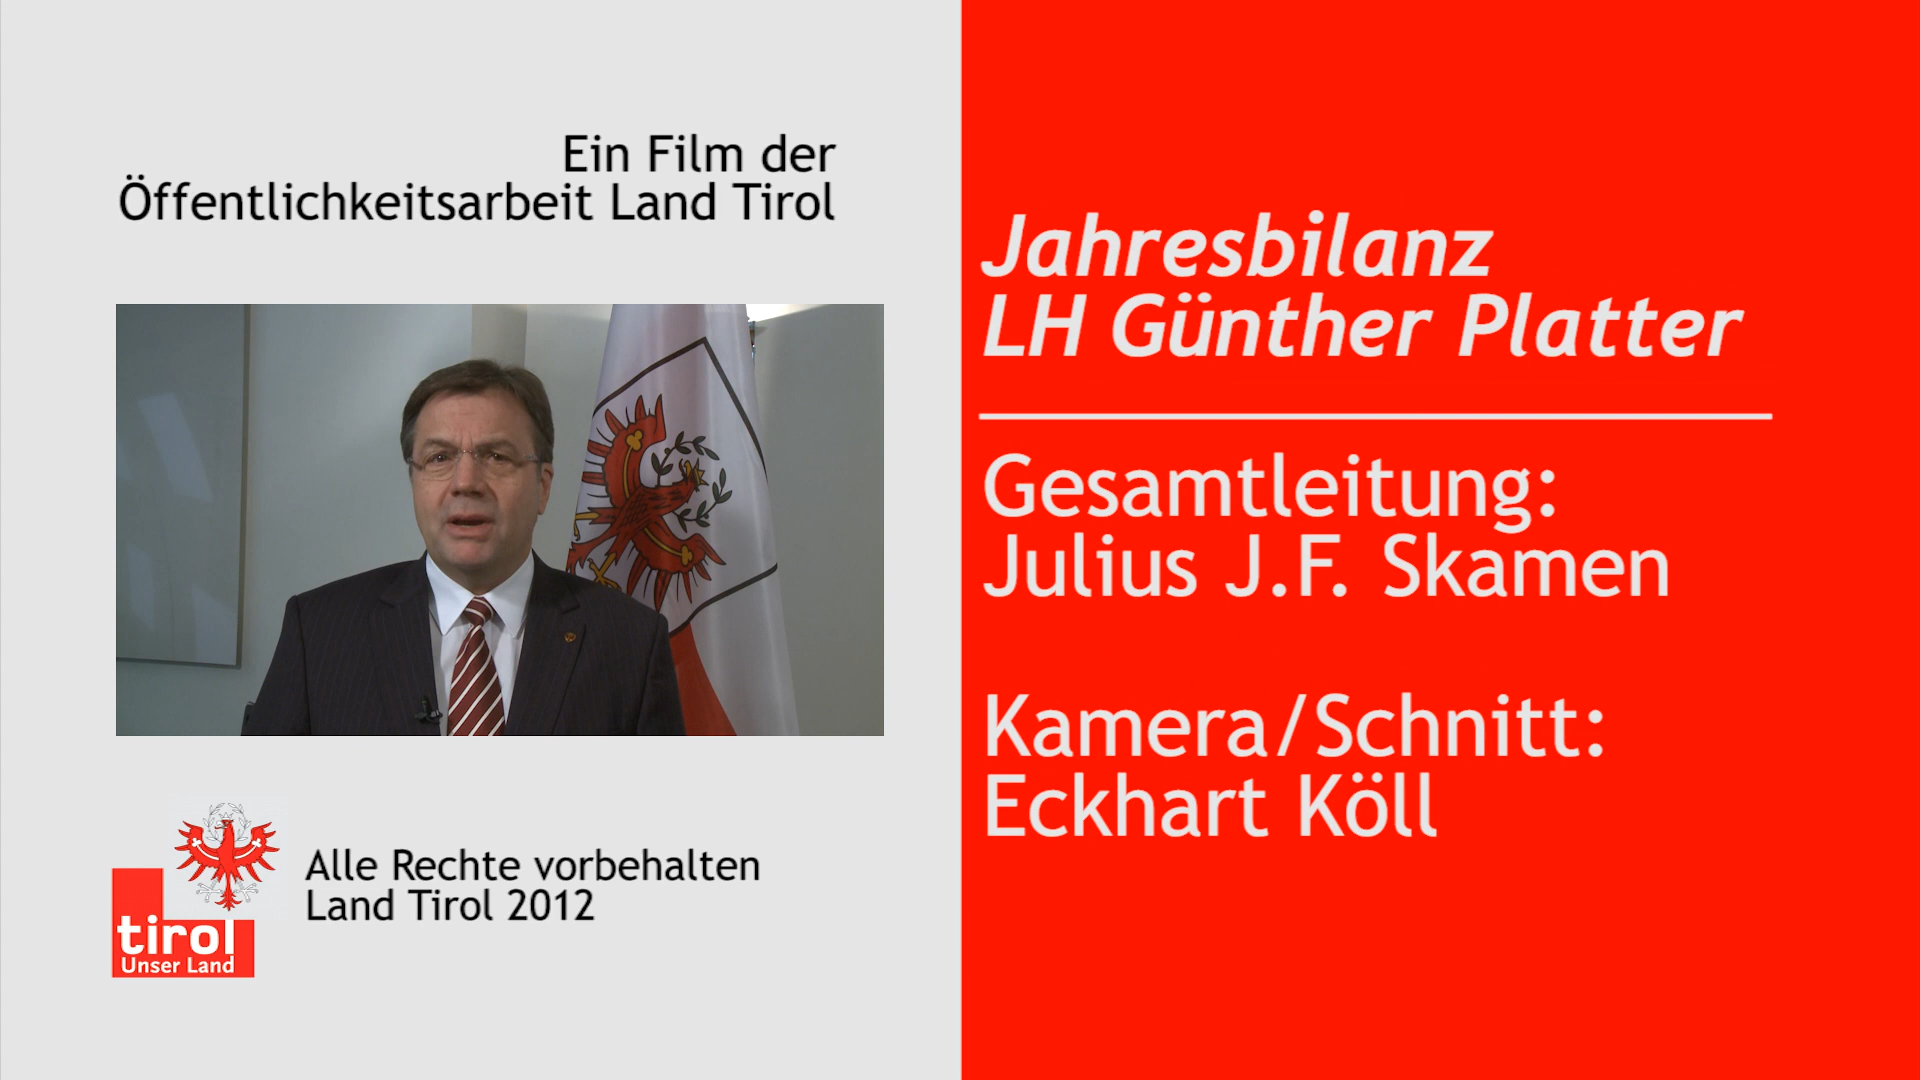 Ein Film der
Öffentlichkeitsarbeit Land Tirol
Alle Rechte vorbehalten
Land Tirol 2012
tirol
Unser Land
Jahresbilanz
LH Günther Platter
Gesamtleitung:
Julius J.F. Skamen
Kamera/Schnitt:
Eckhart Köll